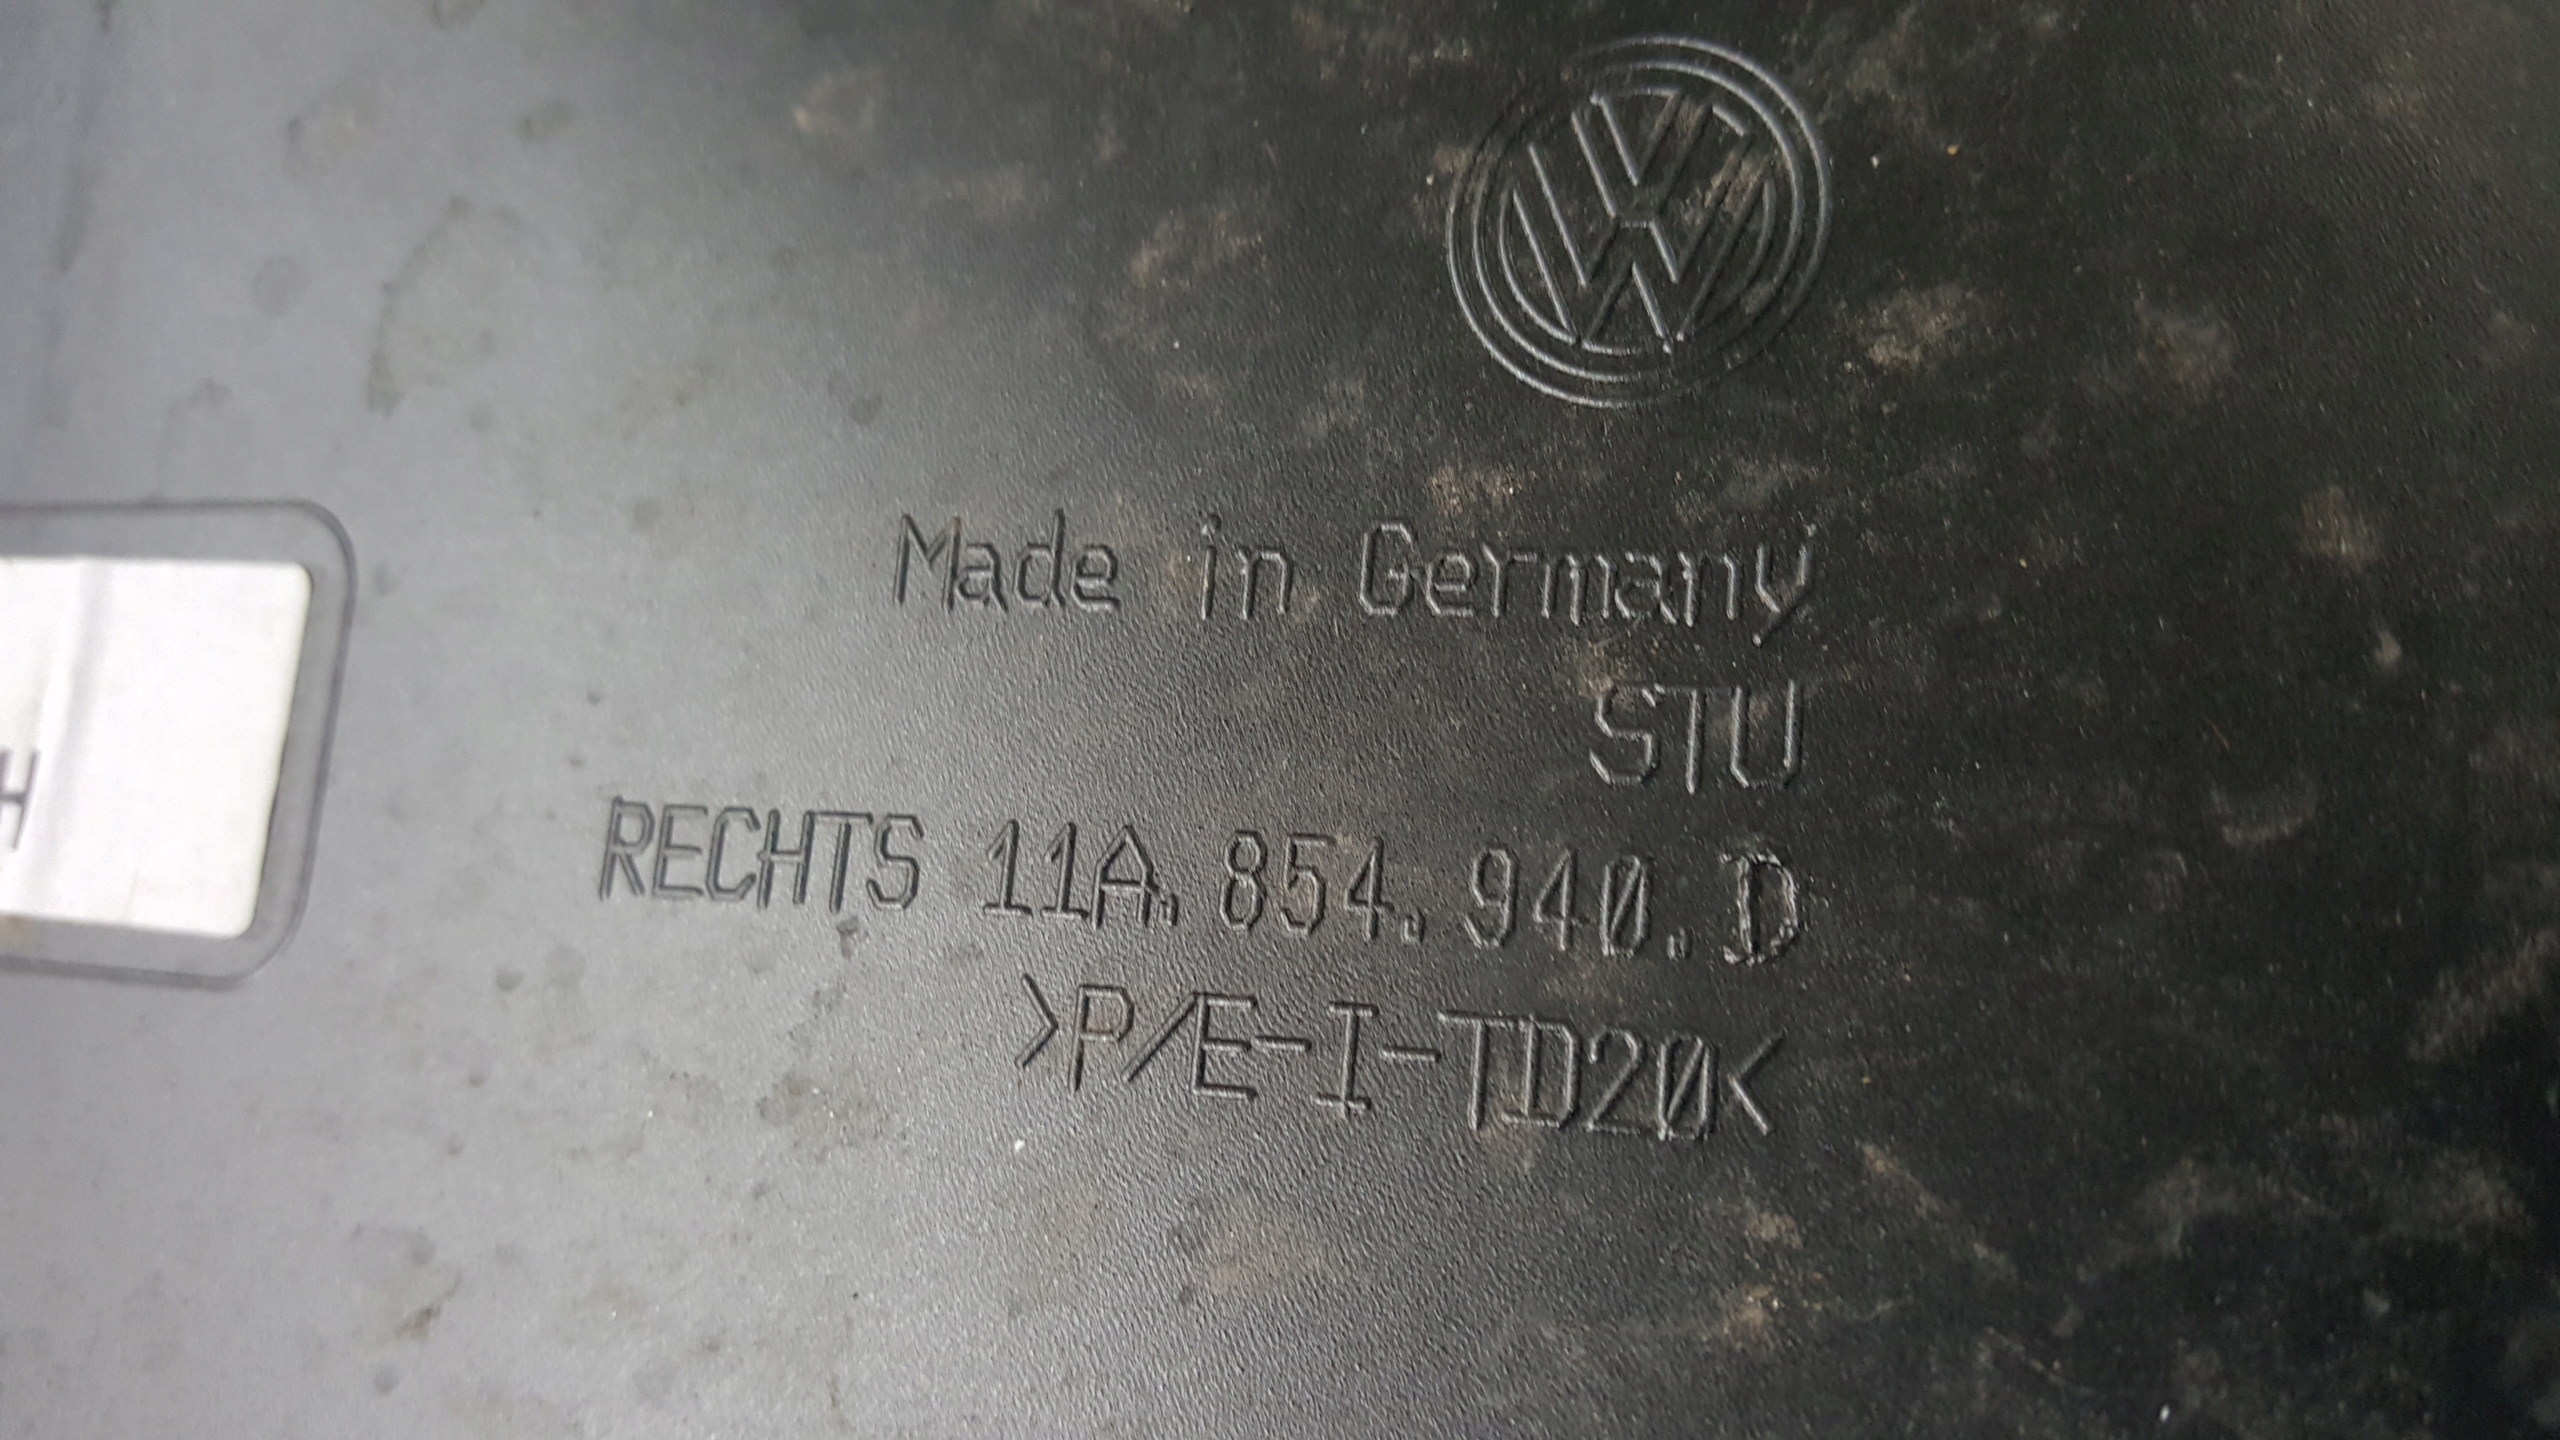 Made in Germany
STU
RECHTS 11A.854.940.D
>P/E-I-TD20<
H